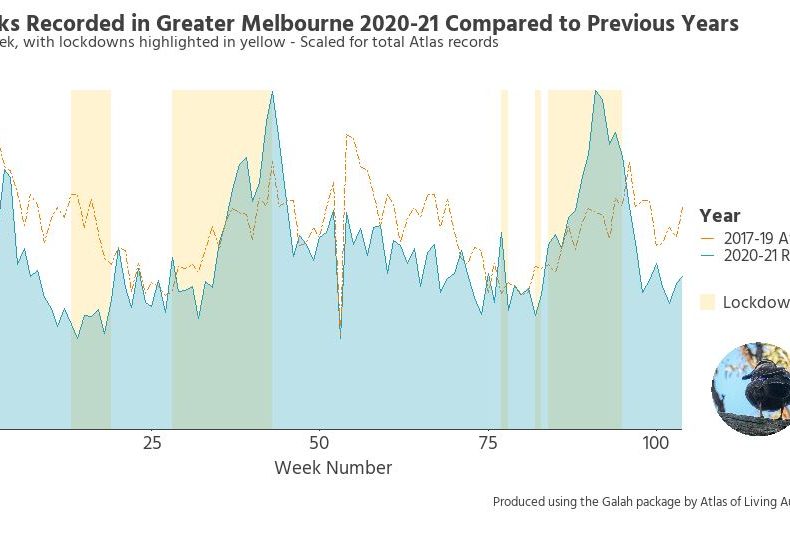 ks Recorded in Greater Melbourne 2020-21 Compared to Previous Years
ek, with lockdowns highlighted in yellow - Scaled for total Atlas records
Year
2017-19 A
2020-21 R
Lockdow
25
50
75
100
Week Number
Produced using the Galah package by Atlas of Living Au